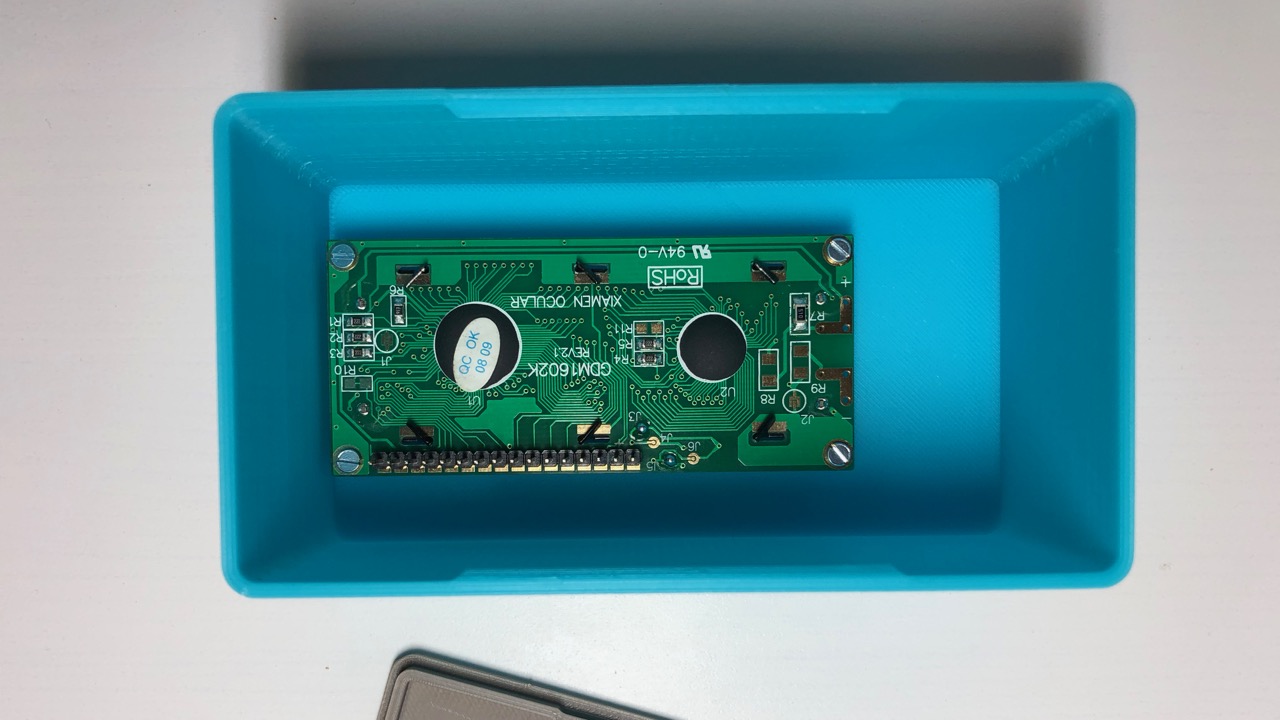 94V-0
RoHS
XIAMEN OCULAR
GDM1602K
REV2.1
QC OK
08 09
R6
R1
R2
R3
R10
J1
U1
R11
R5
R4
U2
R7
R9
R8
J2
J3
J4
J5
J6
+
-